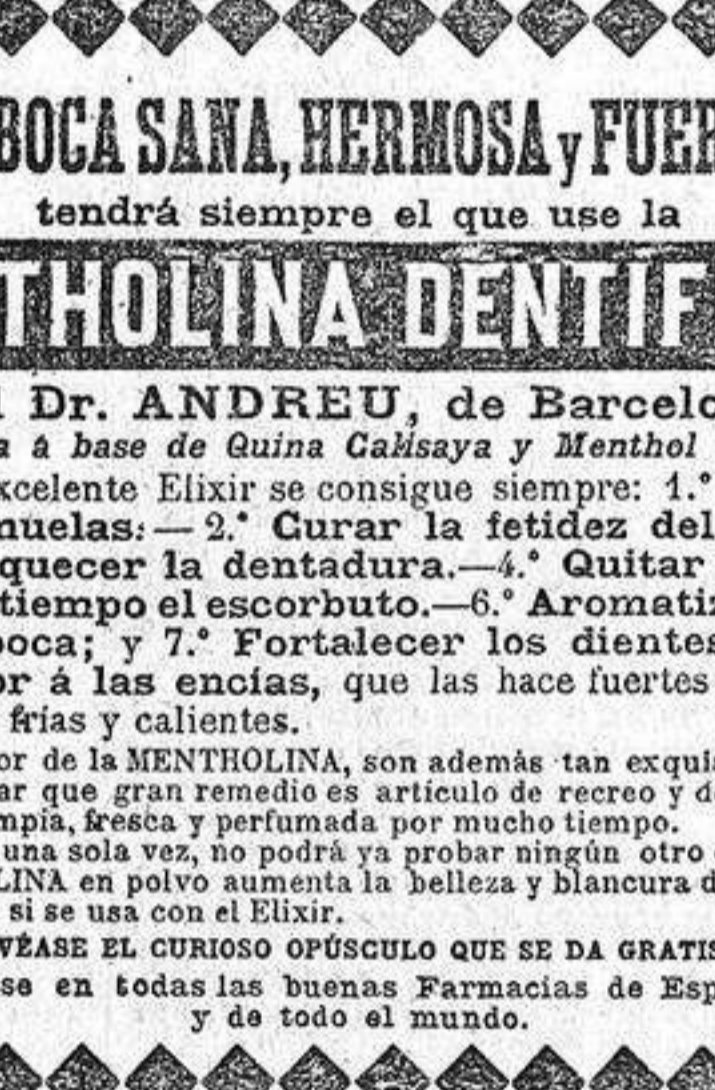 BOCA SANA, HERMOSA y FUER
tendrá siempre el que use la
THOLINA DENTIF
l Dr. ANDREU, de Barcelo
a á base de Quina Calisaya y Menthol
xcelente Elixir se consigue siempre: 1.º
muelas:—2.º Curar la fetidez del
quecer la dentadura.—4.º Quitar
tiempo el escorbuto.—6.º Aromatiz
boca; y 7.º Fortalecer los dientes
or á las encías, que las hace fuertes
frías y calientes.
or de la MENTHOLINA, son además tan exquis
ar que gran remedio es artículo de recreo y d
mpia, fresca y perfumada por mucho tiempo.
una sola vez, no podrá ya probar ningún otro
LINA en polvo aumenta la belleza y blancura d
si se usa con el Elixir.
VÉASE EL CURIOSO OPÚSCULO QUE SE DA GRATIS
se en todas las buenas Farmacias de Esp
y de todo el mundo.